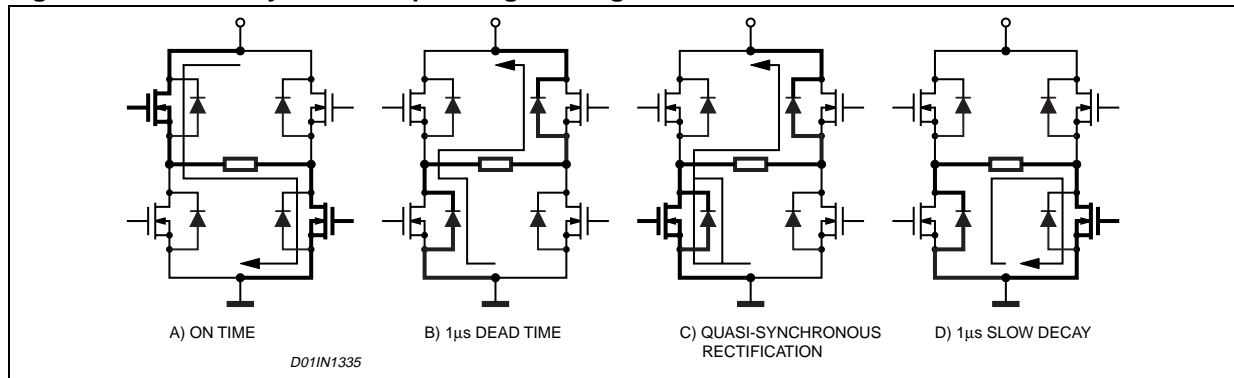 A) ON TIME
B) 1µs DEAD TIME
C) QUASI-SYNCHRONOUS
RECTIFICATION
D) 1µs SLOW DECAY
D01IN1335